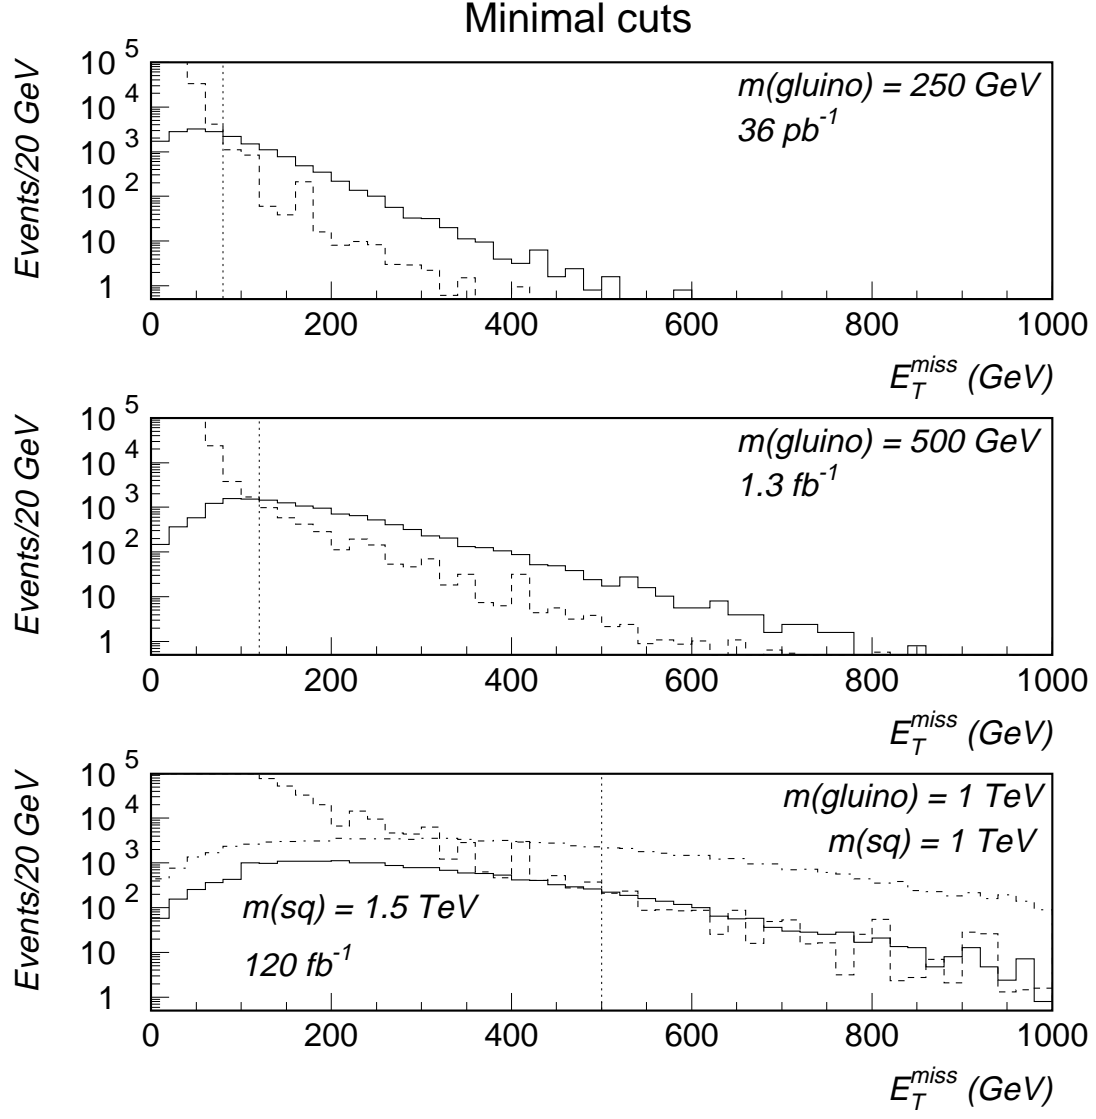 Minimal cuts
Events/20 GeV
10^5
10^4
10^3
10^2
10
1
m(gluino) = 250 GeV
36 pb^-1
0 200 400 600 800 1000
E_T^miss (GeV)
Events/20 GeV
10^5
10^4
10^3
10^2
10
1
m(gluino) = 500 GeV
1.3 fb^-1
0 200 400 600 800 1000
E_T^miss (GeV)
Events/20 GeV
10^5
10^4
10^3
10^2
10
1
m(gluino) = 1 TeV
m(sq) = 1 TeV
m(sq) = 1.5 TeV
120 fb^-1
0 200 400 600 800 1000
E_T^miss (GeV)